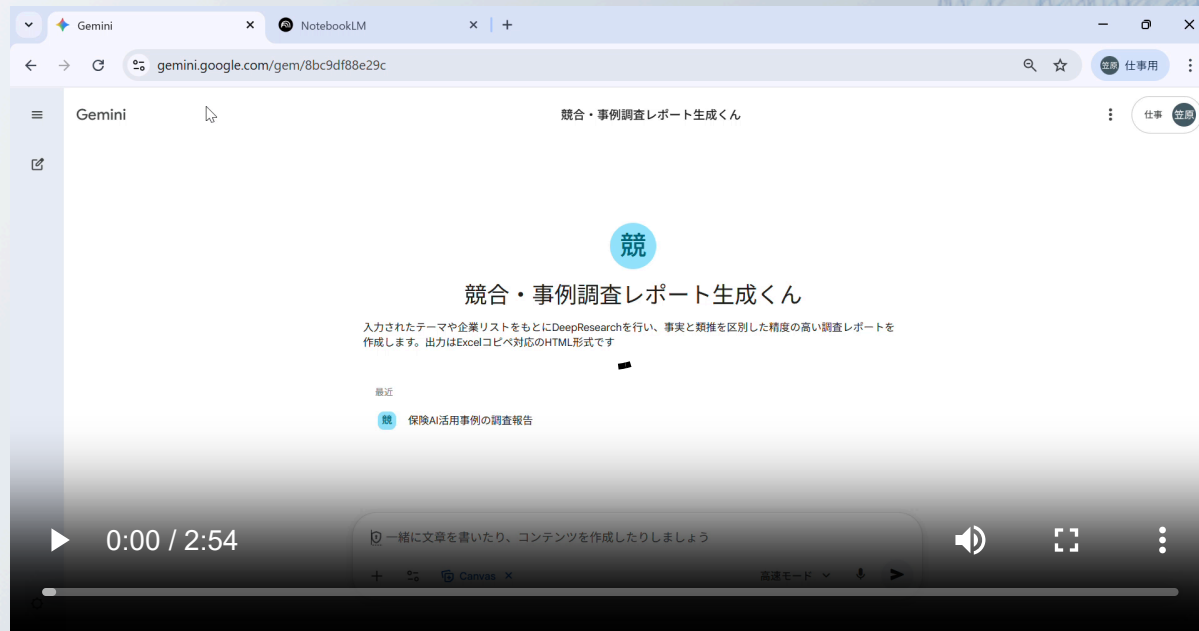 Gemini
NotebookLM
gemini.google.com/gem/8bc9df88e29c
笠原 仕事用
Gemini
競合・事例調査レポート生成くん
仕事 笠原
競
競合・事例調査レポート生成くん
入力されたテーマや企業リストをもとにDeepResearchを行い、事実と類推を区別した精度の高い調査レポートを
作成します。出力はExcelコピペ対応のHTML形式です
最近
競 保険AI活用事例の調査報告
0:00 / 2:54
一緒に文章を書いたり、コンテンツを作成したりしましょう
Canvas
高速モード